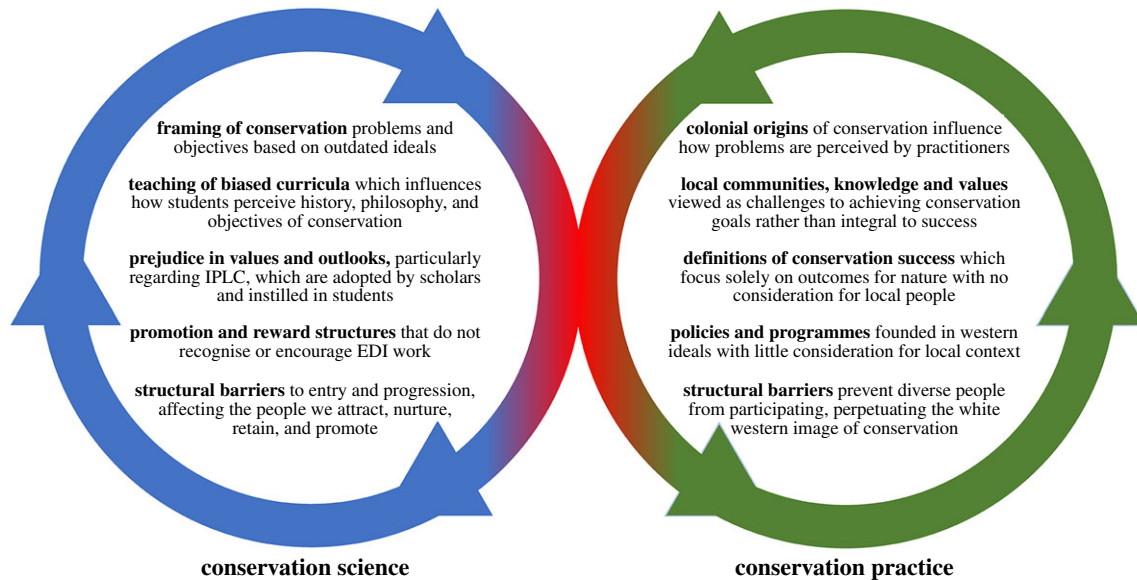 framing of conservation problems and
objectives based on outdated ideals
teaching of biased curricula which influences
how students perceive history, philosophy, and
objectives of conservation
prejudice in values and outlooks, particularly
regarding IPLC, which are adopted by scholars
and instilled in students
promotion and reward structures that do not
recognise or encourage EDI work
structural barriers to entry and progression,
affecting the people we attract, nurture,
retain, and promote
conservation science
colonial origins of conservation influence
how problems are perceived by practitioners
local communities, knowledge and values
viewed as challenges to achieving conservation
goals rather than integral to success
definitions of conservation success which
focus solely on outcomes for nature with no
consideration for local people
policies and programmes founded in western
ideals with little consideration for local context
structural barriers prevent diverse people
from participating, perpetuating the white
western image of conservation
conservation practice